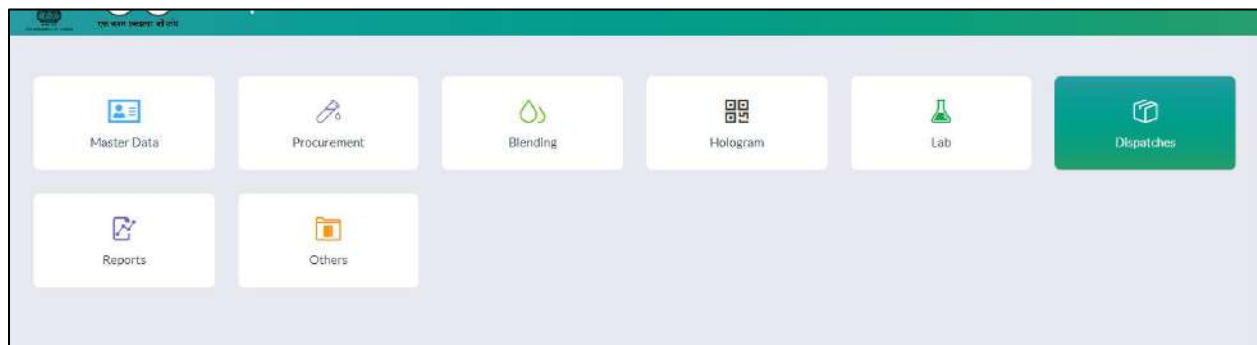 Master Data
Procurement
Blending
Hologram
Lab
Dispatches
Reports
Others